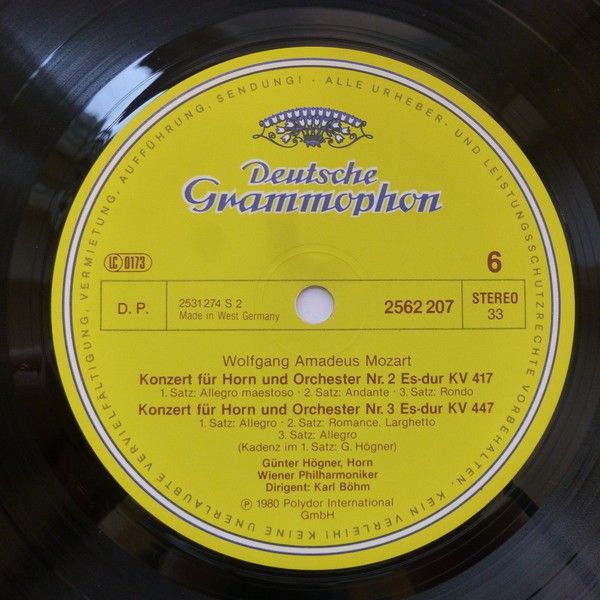 ALLE URHEBER- UND LEISTUNGSSCHUTZRECHTE VORBEHALTEN · KEIN VERLEIH! KEINE UNERLAUBTE VERVIELFÄLTIGUNG, VERMIETUNG, AUFFÜHRUNG, SENDUNG! ·
Deutsche
Grammophon
LC 0173
6
D. P.
2531 274 S 2
Made in West Germany
2562 207
STEREO
33
Wolfgang Amadeus Mozart
Konzert für Horn und Orchester Nr. 2 Es-dur KV 417
1. Satz: Allegro maestoso · 2. Satz: Andante · 3. Satz: Rondo
Konzert für Horn und Orchester Nr. 3 Es-dur KV 447
1. Satz: Allegro · 2. Satz: Romance. Larghetto
3. Satz: Allegro
(Kadenz im 1. Satz: G. Högner)
Günter Högner, Horn
Wiener Philharmoniker
Dirigent: Karl Böhm
Ⓟ 1980 Polydor International
GmbH